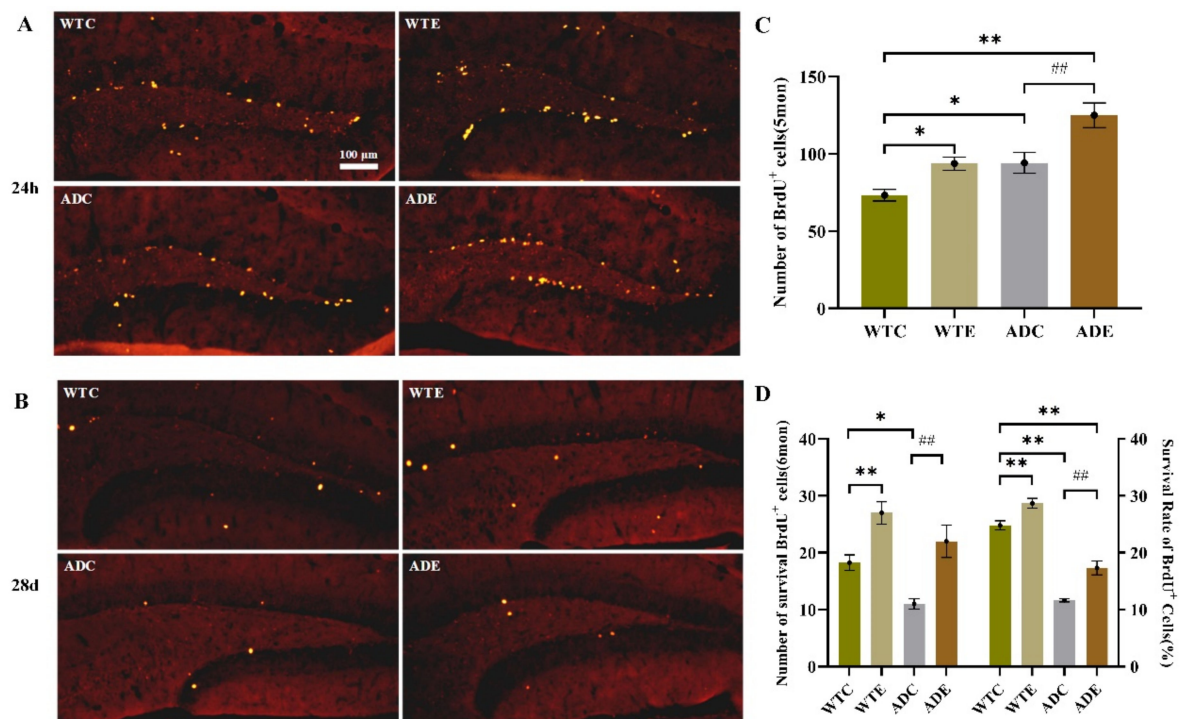 A
24h
WTC
WTE
100 μm
ADC
ADE
B
28d
WTC
WTE
ADC
ADE
C
Number of BrdU⁺ cells(5mon)
150
100
50
0
**
##
*
*
WTC WTE ADC ADE
D
Number of survival BrdU⁺ cells(6mon)
40
30
20
10
0
*
##
**
**
**
**
##
WTC WTE ADC ADE WTC WTE ADC ADE
40
30
20
10
0
Survival Rate of BrdU⁺ Cells(%)